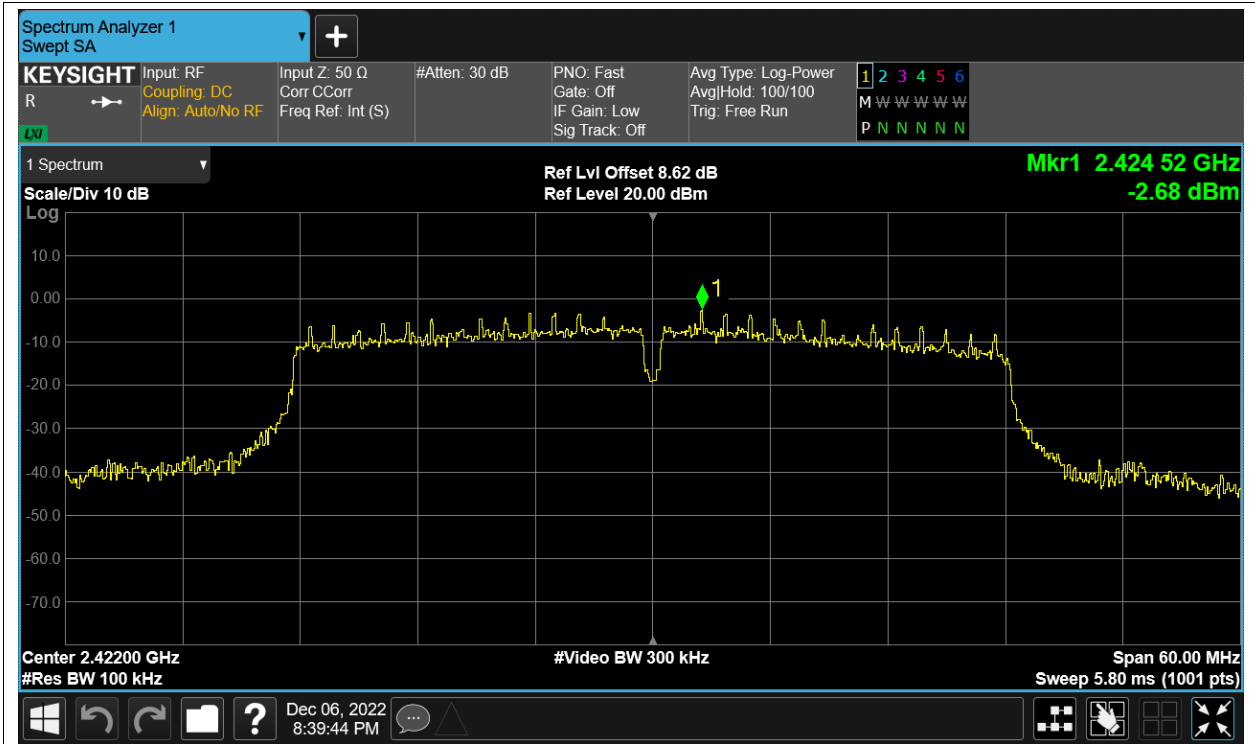 Spectrum Analyzer 1
Swept SA
KEYSIGHT
R
LXI
Input: RF
Coupling: DC
Align: Auto/No RF
Input Z: 50 Ω
Corr CCorr
Freq Ref: Int (S)
#Atten: 30 dB
PNO: Fast
Gate: Off
IF Gain: Low
Sig Track: Off
Avg Type: Log-Power
Avg|Hold: 100/100
Trig: Free Run
1 2 3 4 5 6
M W W W W W
P N N N N N
1 Spectrum
Scale/Div 10 dB
Log
Ref Lvl Offset 8.62 dB
Ref Level 20.00 dBm
Mkr1 2.424 52 GHz
-2.68 dBm
1
10.0
0.00
-10.0
-20.0
-30.0
-40.0
-50.0
-60.0
-70.0
Center 2.42200 GHz
#Res BW 100 kHz
#Video BW 300 kHz
Span 60.00 MHz
Sweep 5.80 ms (1001 pts)
?
Dec 06, 2022
8:39:44 PM